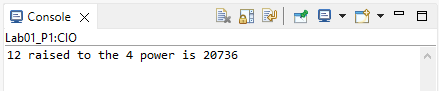 Console
Lab01_P1:CIO
12 raised to the 4 power is 20736